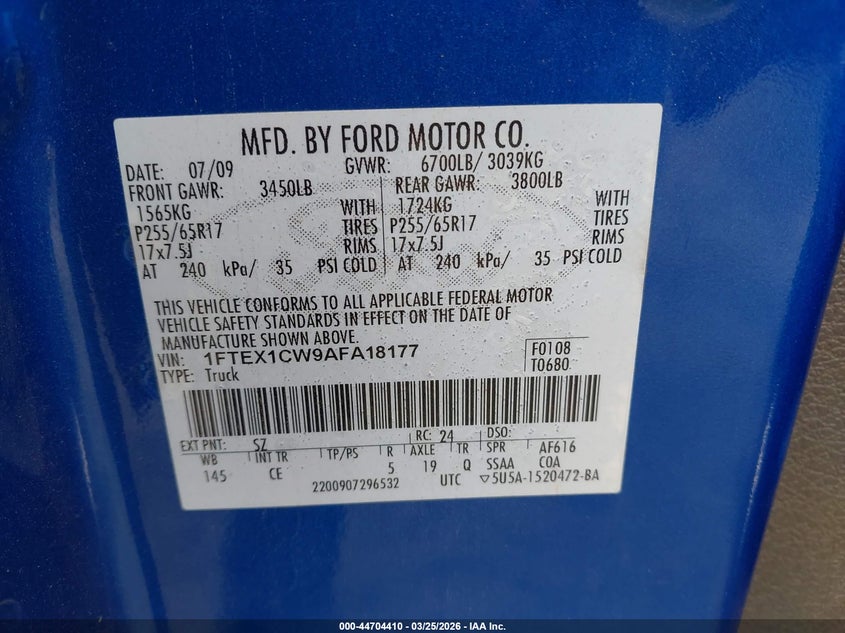 MFD. BY FORD MOTOR CO.
DATE: 07/09 GVWR: 6700LB/ 3039KG
FRONT GAWR: 3450LB REAR GAWR: 3800LB
1565KG WITH 1724KG WITH
P255/65R17 TIRES P255/65R17 TIRES
17x7.5J RIMS 17x7.5J RIMS
AT 240 kPa/ 35 PSI COLD AT 240 kPa/ 35 PSI COLD
THIS VEHICLE CONFORMS TO ALL APPLICABLE FEDERAL MOTOR
VEHICLE SAFETY STANDARDS IN EFFECT ON THE DATE OF
MANUFACTURE SHOWN ABOVE.
VIN: 1FTEX1CW9AFA18177 F0108
TYPE: Truck T0680
EXT PNT: SZ RC: 24 DSO:
WB INT TR TP/PS R AXLE TR SPR AF616
145 CE 5 19 Q SSAA COA
2200907296532 UTC ▽5U5A-1520472-BA
000-44704410 - 03/25/2026 - IAA Inc.